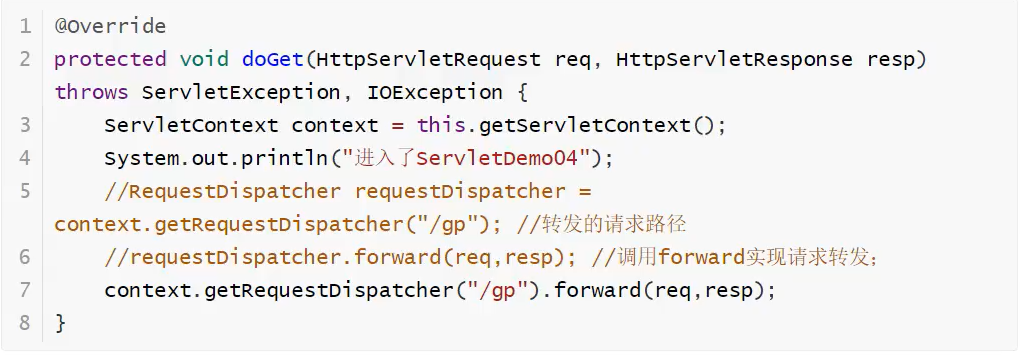 1 @Override
2 protected void doGet(HttpServletRequest req, HttpServletResponse resp)
throws ServletException, IOException {
3     ServletContext context = this.getServletContext();
4     System.out.println("进入了ServletDemo04");
5     //RequestDispatcher requestDispatcher =
context.getRequestDispatcher("/gp"); //转发的请求路径
6     //requestDispatcher.forward(req,resp); //调用forward实现请求转发；
7     context.getRequestDispatcher("/gp").forward(req,resp);
8 }